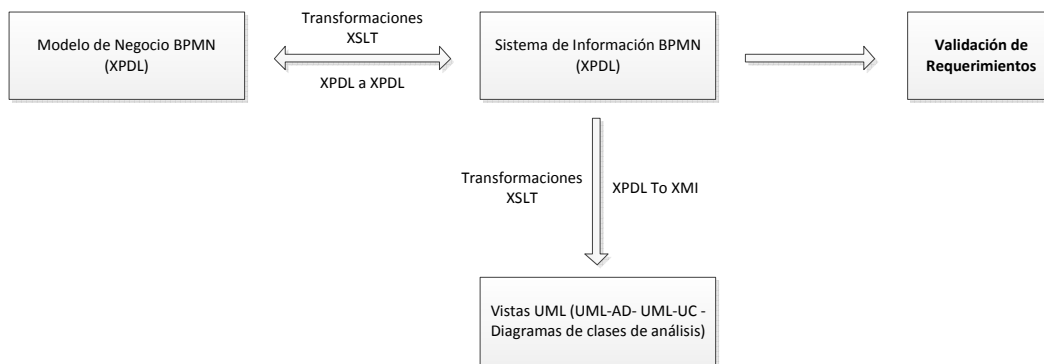 Modelo de Negocio BPMN
(XPDL)
Transformaciones
XSLT
XPDL a XPDL
Sistema de Información BPMN
(XPDL)
Validación de
Requerimientos
Transformaciones
XSLT
XPDL To XMI
Vistas UML (UML-AD- UML-UC -
Diagramas de clases de análisis)